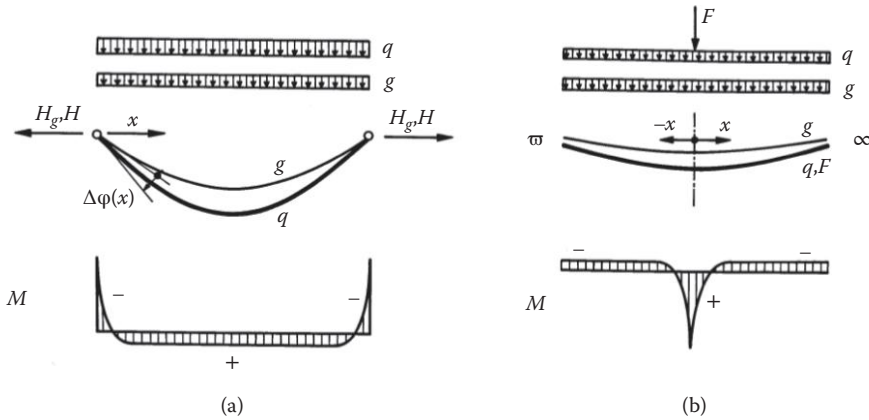 q
g
H_g,H
x
H_g,H
g
q
Δφ(x)
M
–
–
+
(a)
F
q
g
–x
x
ϖ
g
∞
q,F
M
–
–
+
(b)